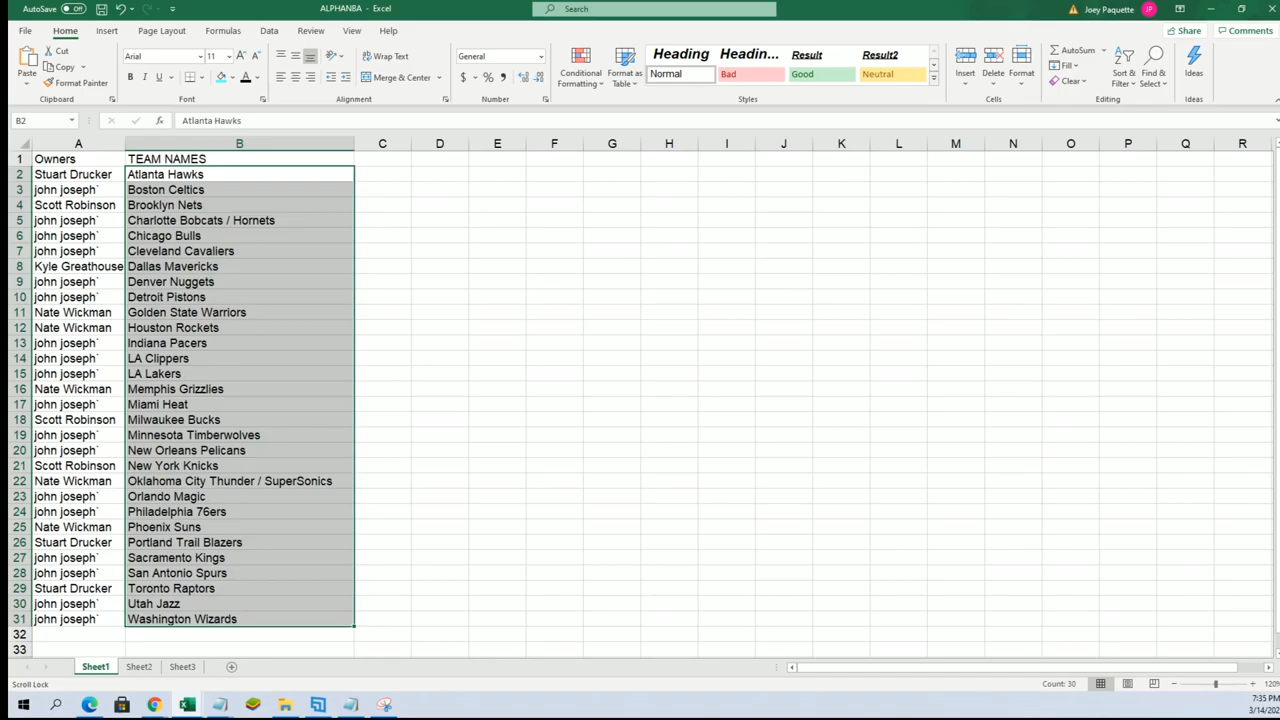 AutoSave Off ALPHANBA - Excel Search Joey Paquette JP
File Home Insert Page Layout Formulas Data Review View Help Share Comments
Paste Cut Copy Format Painter Clipboard
Arial 11 B I U A Font
Wrap Text Merge & Center Alignment
General $ % Number
Conditional Formatting Format as Table
Heading Headin... Result Result2
Normal Bad Good Neutral
Styles
Insert Delete Format Cells
AutoSum Fill Clear Sort & Filter Find & Select Editing
Ideas Ideas
B2 fx Atlanta Hawks
A B C D E F G H I J K L M N O P Q R
1 Owners TEAM NAMES
2 Stuart Drucker Atlanta Hawks
3 john joseph` Boston Celtics
4 Scott Robinson Brooklyn Nets
5 john joseph` Charlotte Bobcats / Hornets
6 john joseph` Chicago Bulls
7 john joseph` Cleveland Cavaliers
8 Kyle Greathouse Dallas Mavericks
9 john joseph` Denver Nuggets
10 john joseph` Detroit Pistons
11 Nate Wickman Golden State Warriors
12 Nate Wickman Houston Rockets
13 john joseph` Indiana Pacers
14 john joseph` LA Clippers
15 john joseph` LA Lakers
16 Nate Wickman Memphis Grizzlies
17 john joseph` Miami Heat
18 Scott Robinson Milwaukee Bucks
19 john joseph` Minnesota Timberwolves
20 john joseph` New Orleans Pelicans
21 Scott Robinson New York Knicks
22 Nate Wickman Oklahoma City Thunder / SuperSonics
23 john joseph` Orlando Magic
24 john joseph` Philadelphia 76ers
25 Nate Wickman Phoenix Suns
26 Stuart Drucker Portland Trail Blazers
27 john joseph` Sacramento Kings
28 john joseph` San Antonio Spurs
29 Stuart Drucker Toronto Raptors
30 john joseph` Utah Jazz
31 john joseph` Washington Wizards
32
33
Sheet1 Sheet2 Sheet3
Scroll Lock Count: 30 120%
7:35 PM
3/14/202